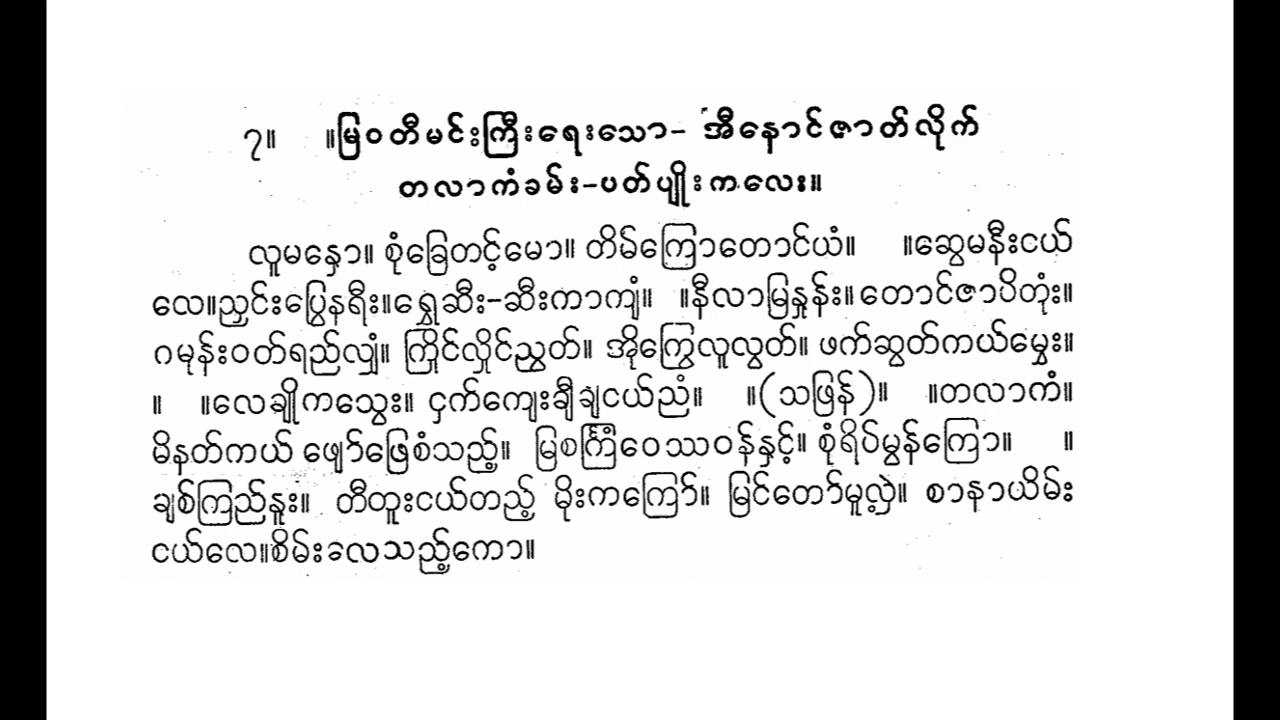 ၇။ ။မြဝတီမင်းကြီးရေးသော- အီနောင်ဇာတ်လိုက်
တလာကံခမ်း-ပတ်ပျိုးကလေး။
လူမနှော။ စုံခြေတင့်မော။ တိမ်ကြောတောင်ယံ။ ။ဆွေမနီးငယ်
လေ။ညှင်းပြွေနရီး။ရွှေဆီး-ဆီးကာကျံ။ ။နီလာမြနှုန်း။တောင်ဇာပိတုံး။
ဂမုန်းဝတ်ရည်လျှံ။ ကြိုင်လှိုင်ညွတ်။ အိုကြွေလူလွတ်။ ဖက်ဆွတ်ကယ်မွှေး။
။ ။လေချိုကသွေး။ ငှက်ကျေးချီချငယ်ညံ။ ။(သဖြန်)။ ။တလာကံ။
မိနတ်ကယ် ဖျော်ဖြေစံသည့်။ မြစင်္ကြံဝေဿဝန်နှင့်။ စုံရိပ်မွန်ကြော။ ။
ချစ်ကြည်နူး။ တီတူးငယ်တည့် မိုးကကြော်။ မြင်တော်မူလှဲ့။ စာနာယိမ်း
ငယ်လေ။စိမ်းလေသည့်ကော။